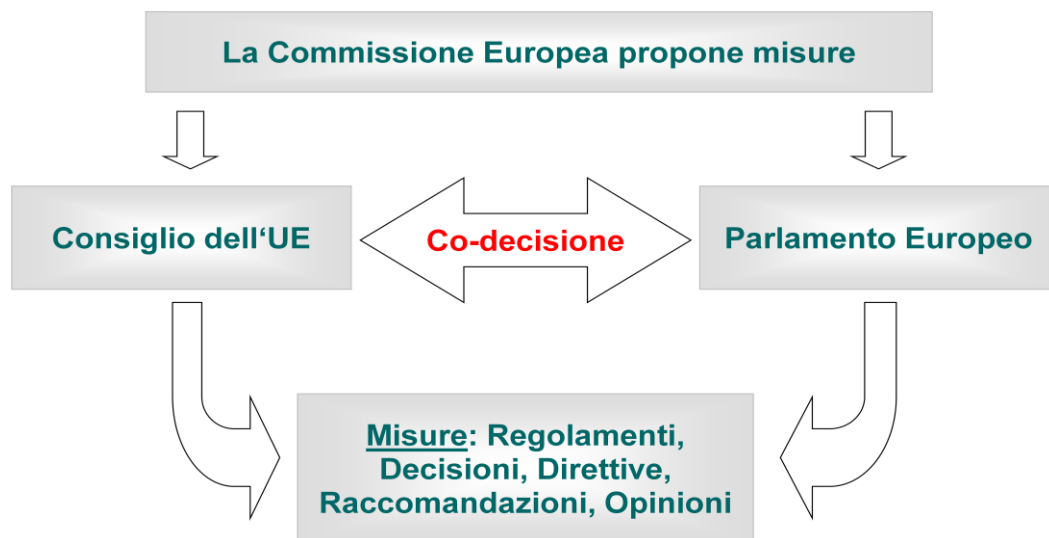 La Commissione Europea propone misure
Consiglio dell‘UE
Co-decisione
Parlamento Europeo
Misure: Regolamenti,
Decisioni, Direttive,
Raccomandazioni, Opinioni